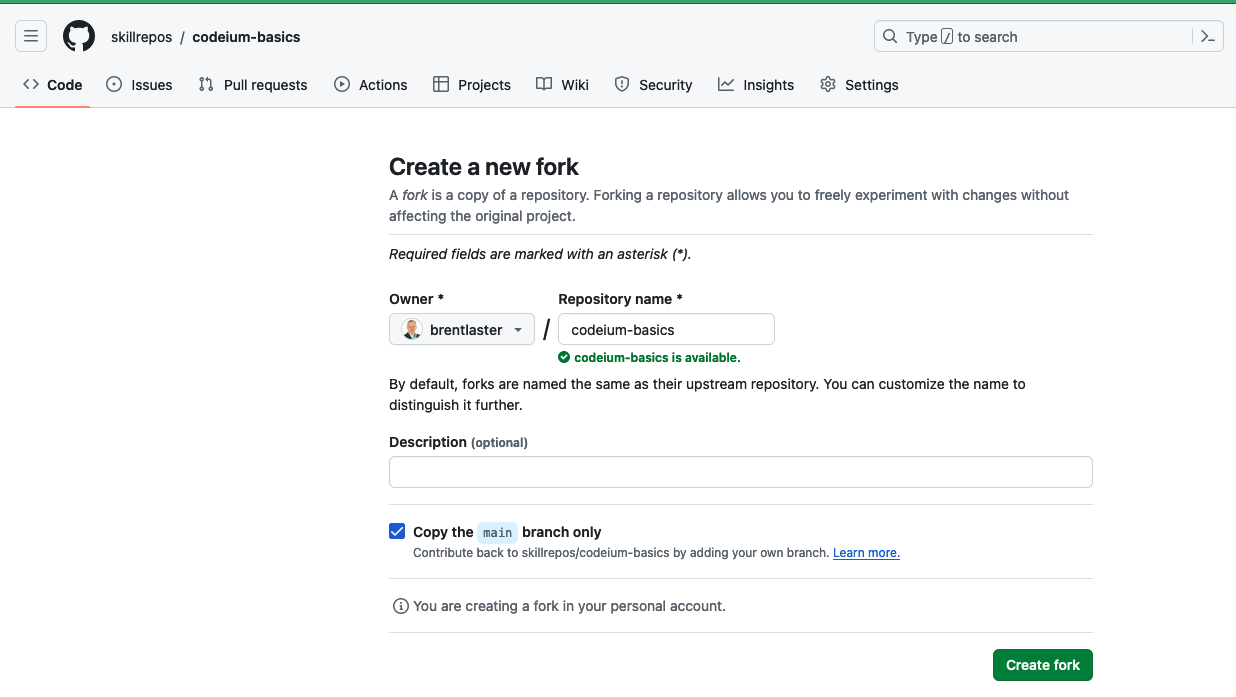 skillrepos / codeium-basics
Type / to search
Code Issues Pull requests Actions Projects Wiki Security Insights Settings
Create a new fork
A fork is a copy of a repository. Forking a repository allows you to freely experiment with changes without
affecting the original project.
Required fields are marked with an asterisk (*).
Owner * Repository name *
brentlaster / codeium-basics
codeium-basics is available.
By default, forks are named the same as their upstream repository. You can customize the name to
distinguish it further.
Description (optional)
Copy the main branch only
Contribute back to skillrepos/codeium-basics by adding your own branch. Learn more.
You are creating a fork in your personal account.
Create fork